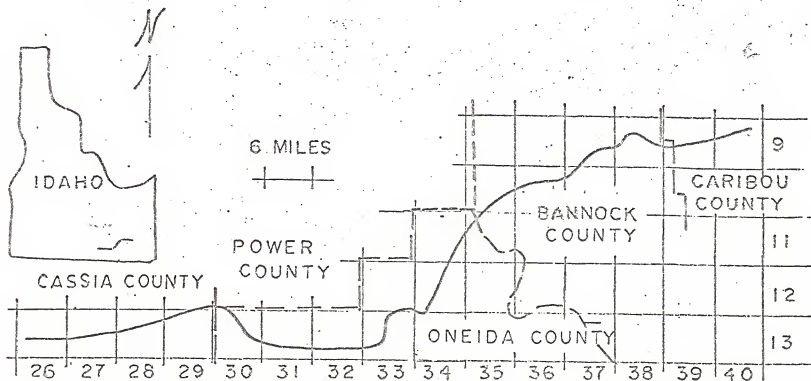 N
6 MILES
IDAHO
9
CARIBOU
COUNTY
BANNOCK
COUNTY
11
POWER
COUNTY
CASSIA COUNTY
12
ONEIDA COUNTY
13
26 27 28 29 30 31 32 33 34 35 36 37 38 39 40